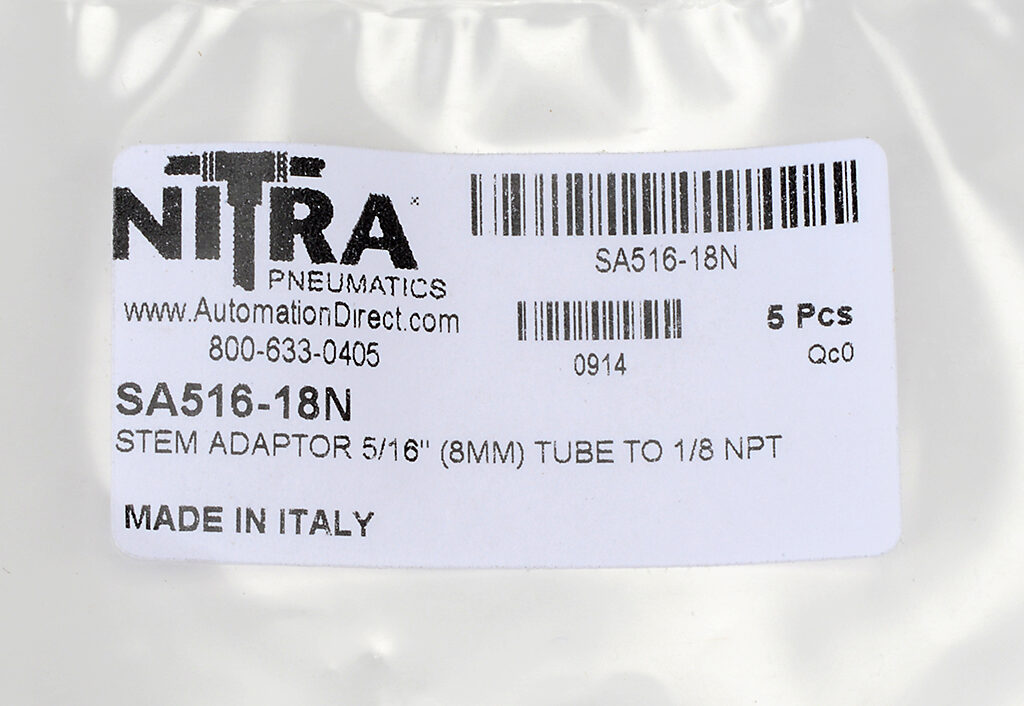 NITRA
PNEUMATICS
www.AutomationDirect.com
800-633-0405
SA516-18N
0914
5 Pcs
Qc0
SA516-18N
STEM ADAPTOR 5/16" (8MM) TUBE TO 1/8 NPT
MADE IN ITALY